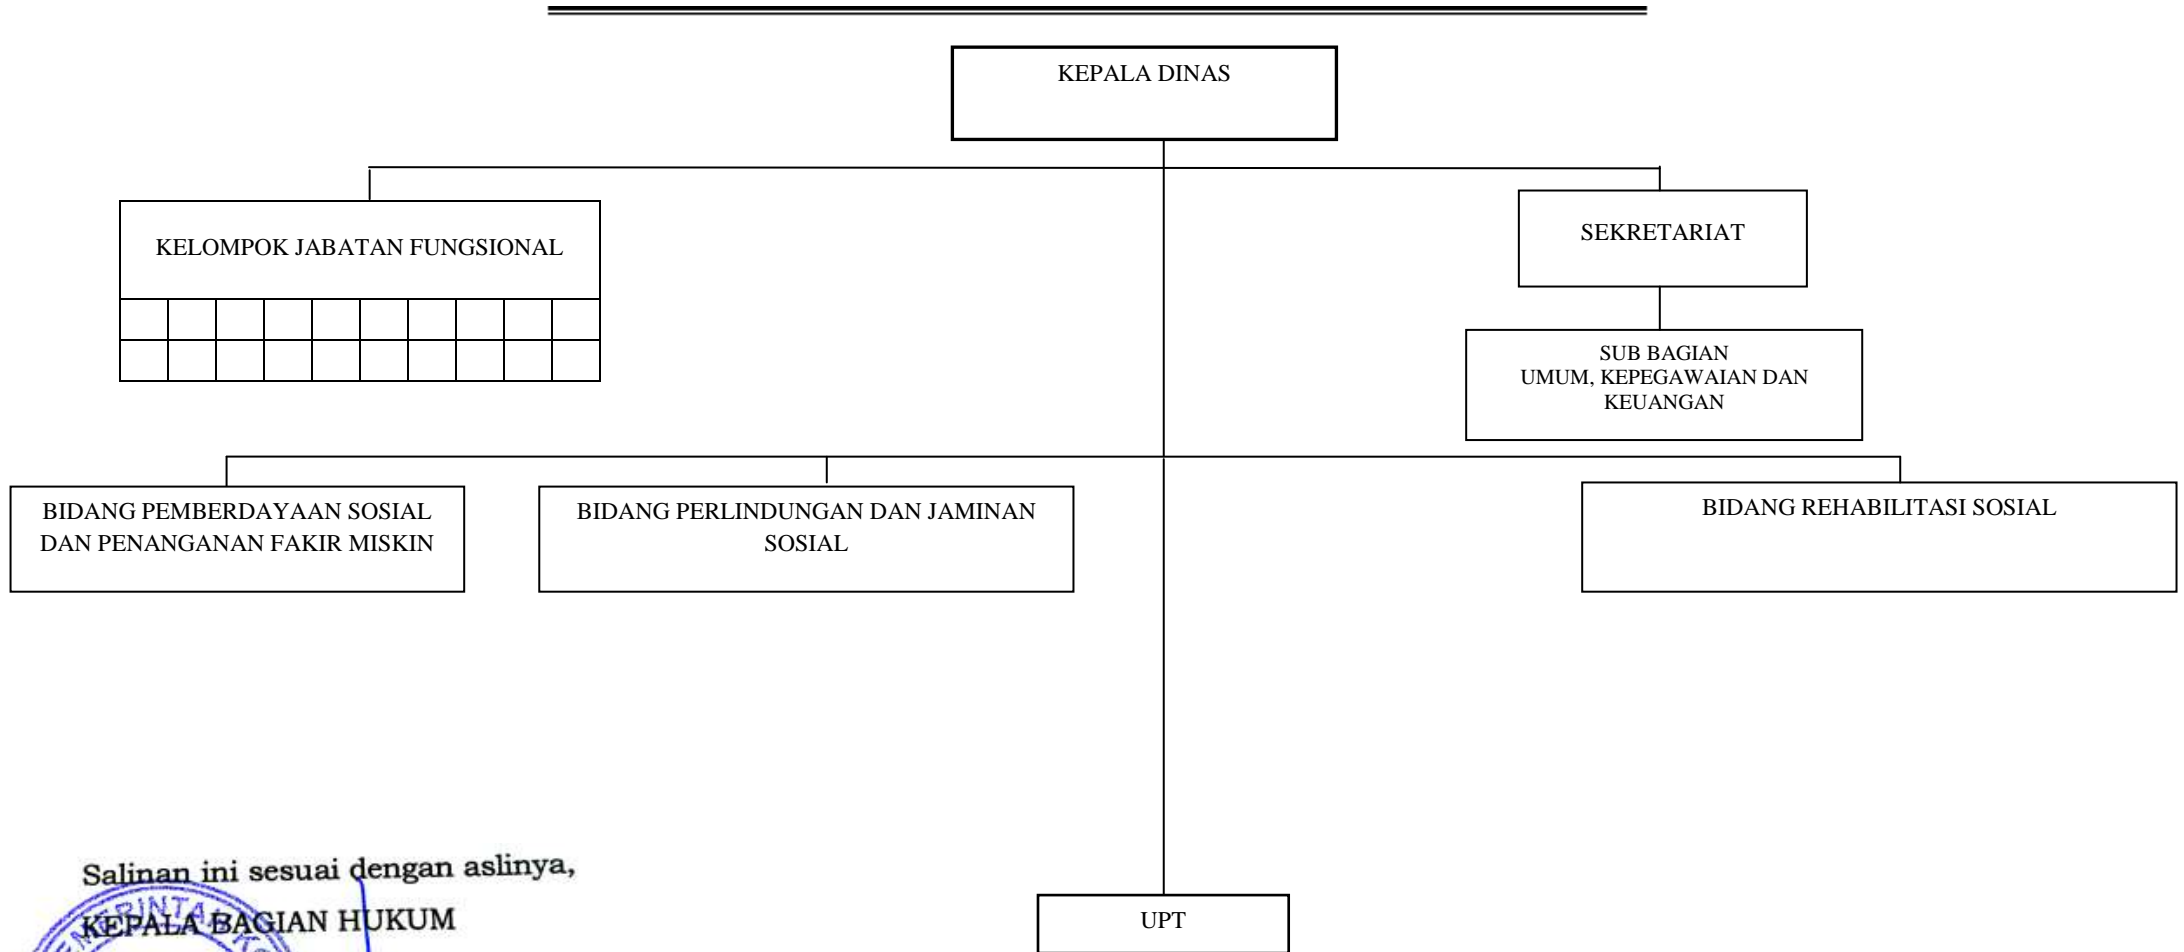 KEPALA DINAS
KELOMPOK JABATAN FUNGSIONAL
SEKRETARIAT
SUB BAGIAN
UMUM, KEPEGAWAIAN DAN
KEUANGAN
BIDANG PEMBERDAYAAN SOSIAL
DAN PENANGANAN FAKIR MISKIN
BIDANG PERLINDUNGAN DAN JAMINAN
SOSIAL
BIDANG REHABILITASI SOSIAL
Salinan ini sesuai dengan aslinya,
KEPALA BAGIAN HUKUM
UPT